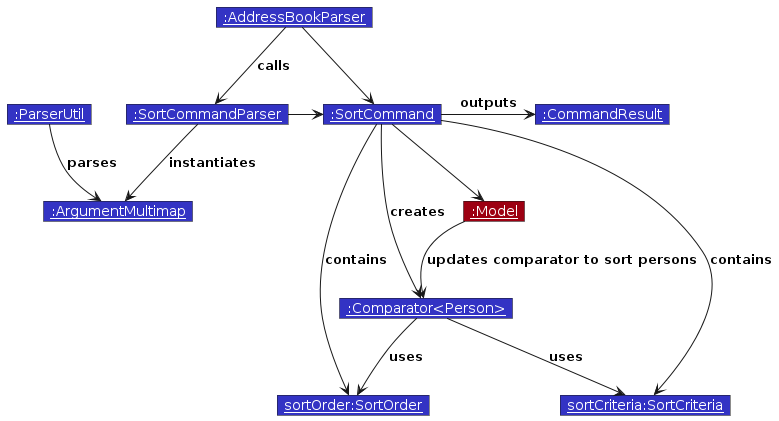 :AddressBookParser
calls
:ParserUtil
:SortCommandParser
:SortCommand
outputs
:CommandResult
parses
instantiates
:ArgumentMultimap
creates
:Model
contains
updates comparator to sort persons
contains
:Comparator<Person>
uses
uses
sortOrder:SortOrder
sortCriteria:SortCriteria